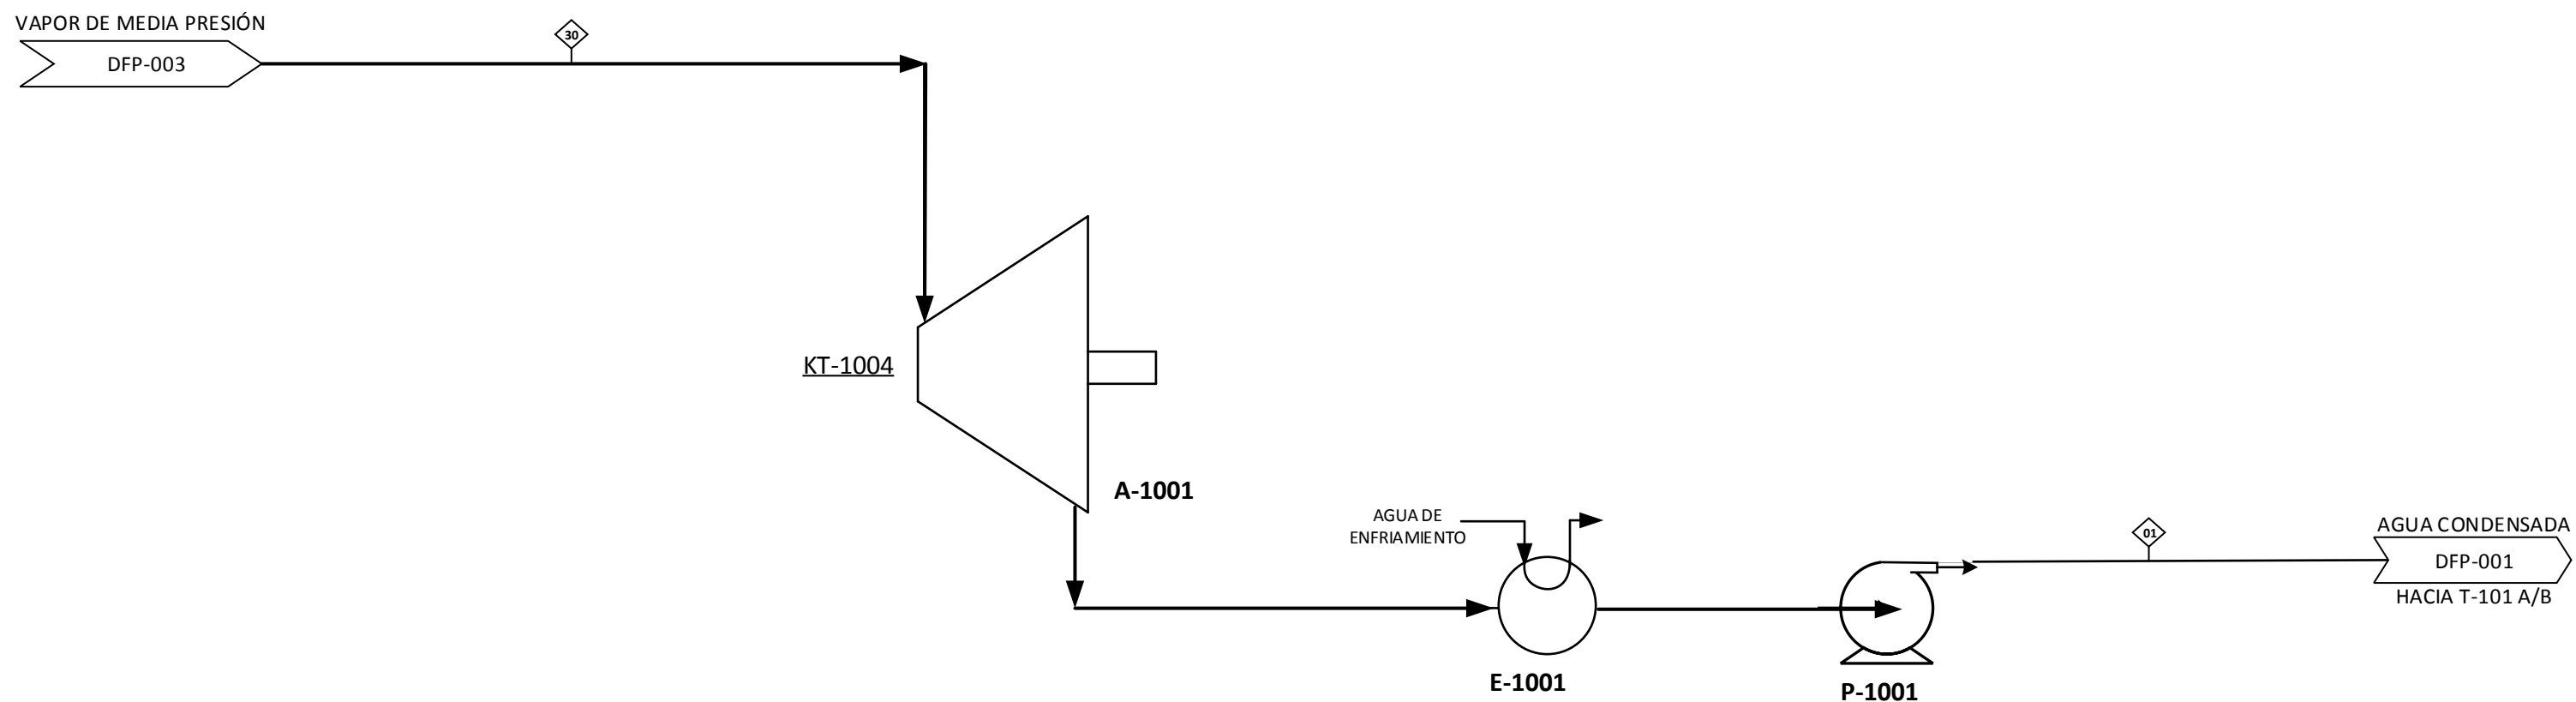 VAPOR DE MEDIA PRESIÓN
DFP-003
30
KT-1004
A-1001
AGUA DE
ENFRIAMIENTO
E-1001
P-1001
01
AGUA CONDENSADA
DFP-001
HACIA T-101 A/B